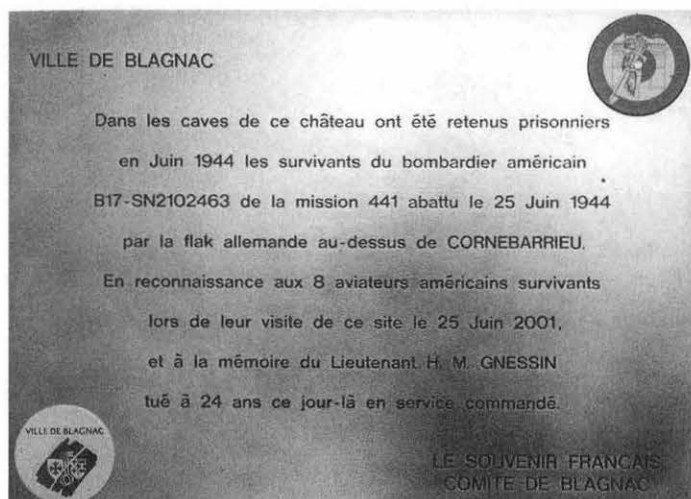 VILLE DE BLAGNAC
Dans les caves de ce château ont été retenus prisonniers
en Juin 1944 les survivants du bombardier américain
B17-SN2102463 de la mission 441 abattu le 25 Juin 1944
par la flak allemande au-dessus de CORNEBARRIEU.
En reconnaissance aux 8 aviateurs américains survivants
lors de leur visite de ce site le 25 Juin 2001,
et à la mémoire du Lieutenant H. M. GNESSIN
tué à 24 ans ce jour-là en service commandé.
VILLE DE BLAGNAC
LE SOUVENIR FRANÇAIS
COMITE DE BLAGNAC